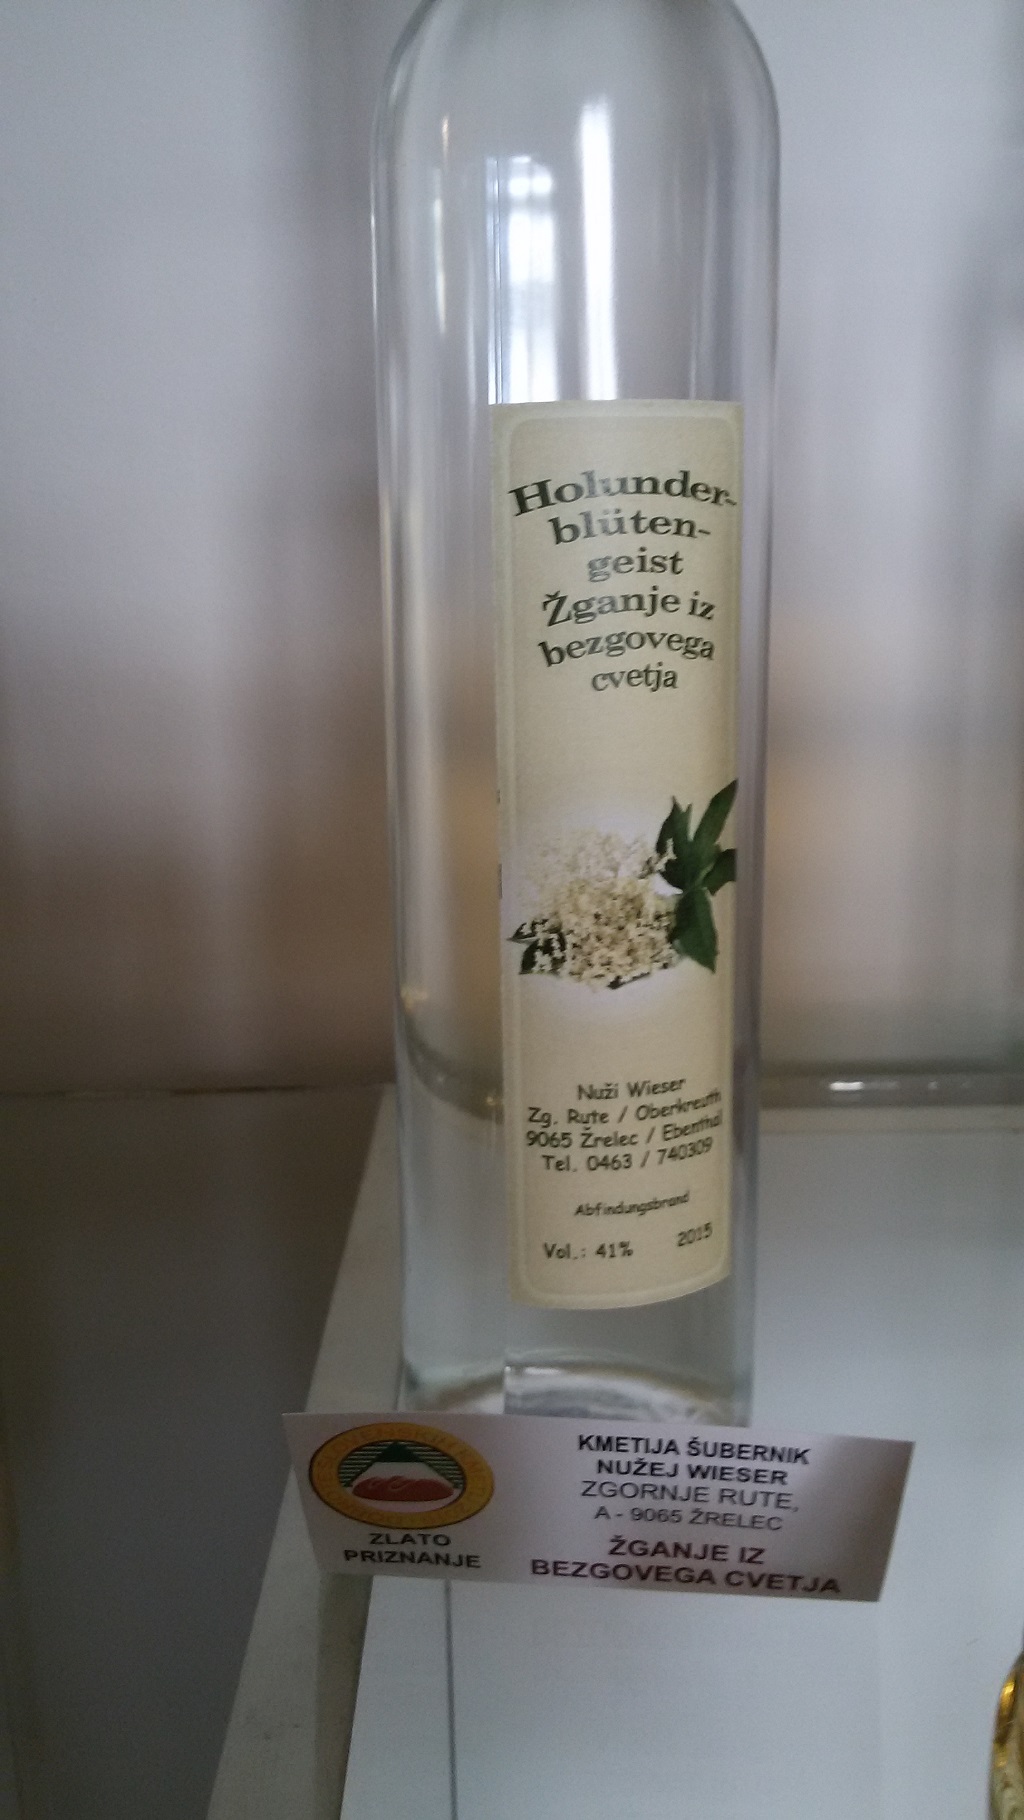 Holunder-
blüten-
geist
Žganje iz
bezgovega
cvetja
Nuži Wieser
Zg. Rute / Oberkreuth
9065 Žrelec / Ebenthal
Tel. 0463 / 740309
Abfindungsbrand
Vol.: 41% 2015
ZLATO
PRIZNANJE
KMETIJA ŠUBERNIK
NUŽEJ WIESER
ZGORNJE RUTE,
A - 9065 ŽRELEC
ŽGANJE IZ
BEZGOVEGA CVETJA